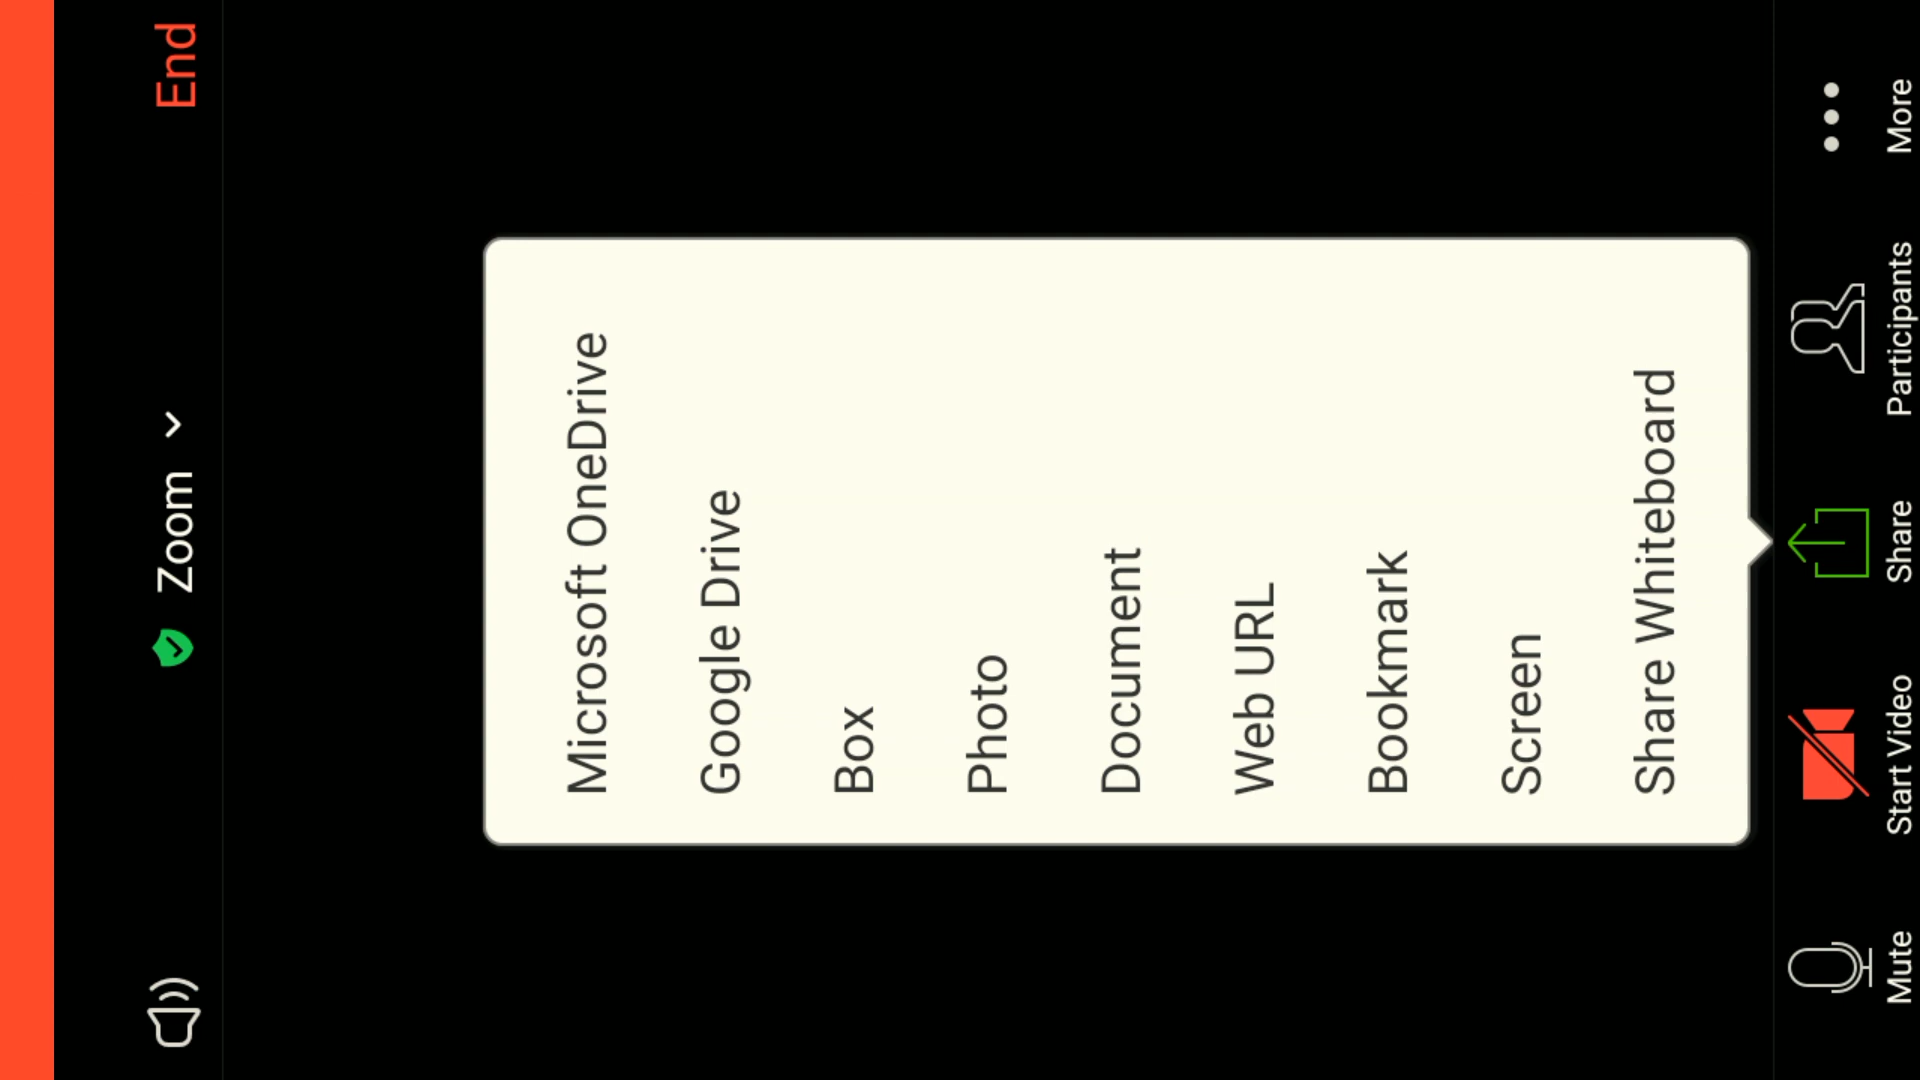 Zoom
End
Microsoft OneDrive
Google Drive
Box
Photo
Document
Web URL
Bookmark
Screen
Share Whiteboard
Mute
Start Video
Share
Participants
More